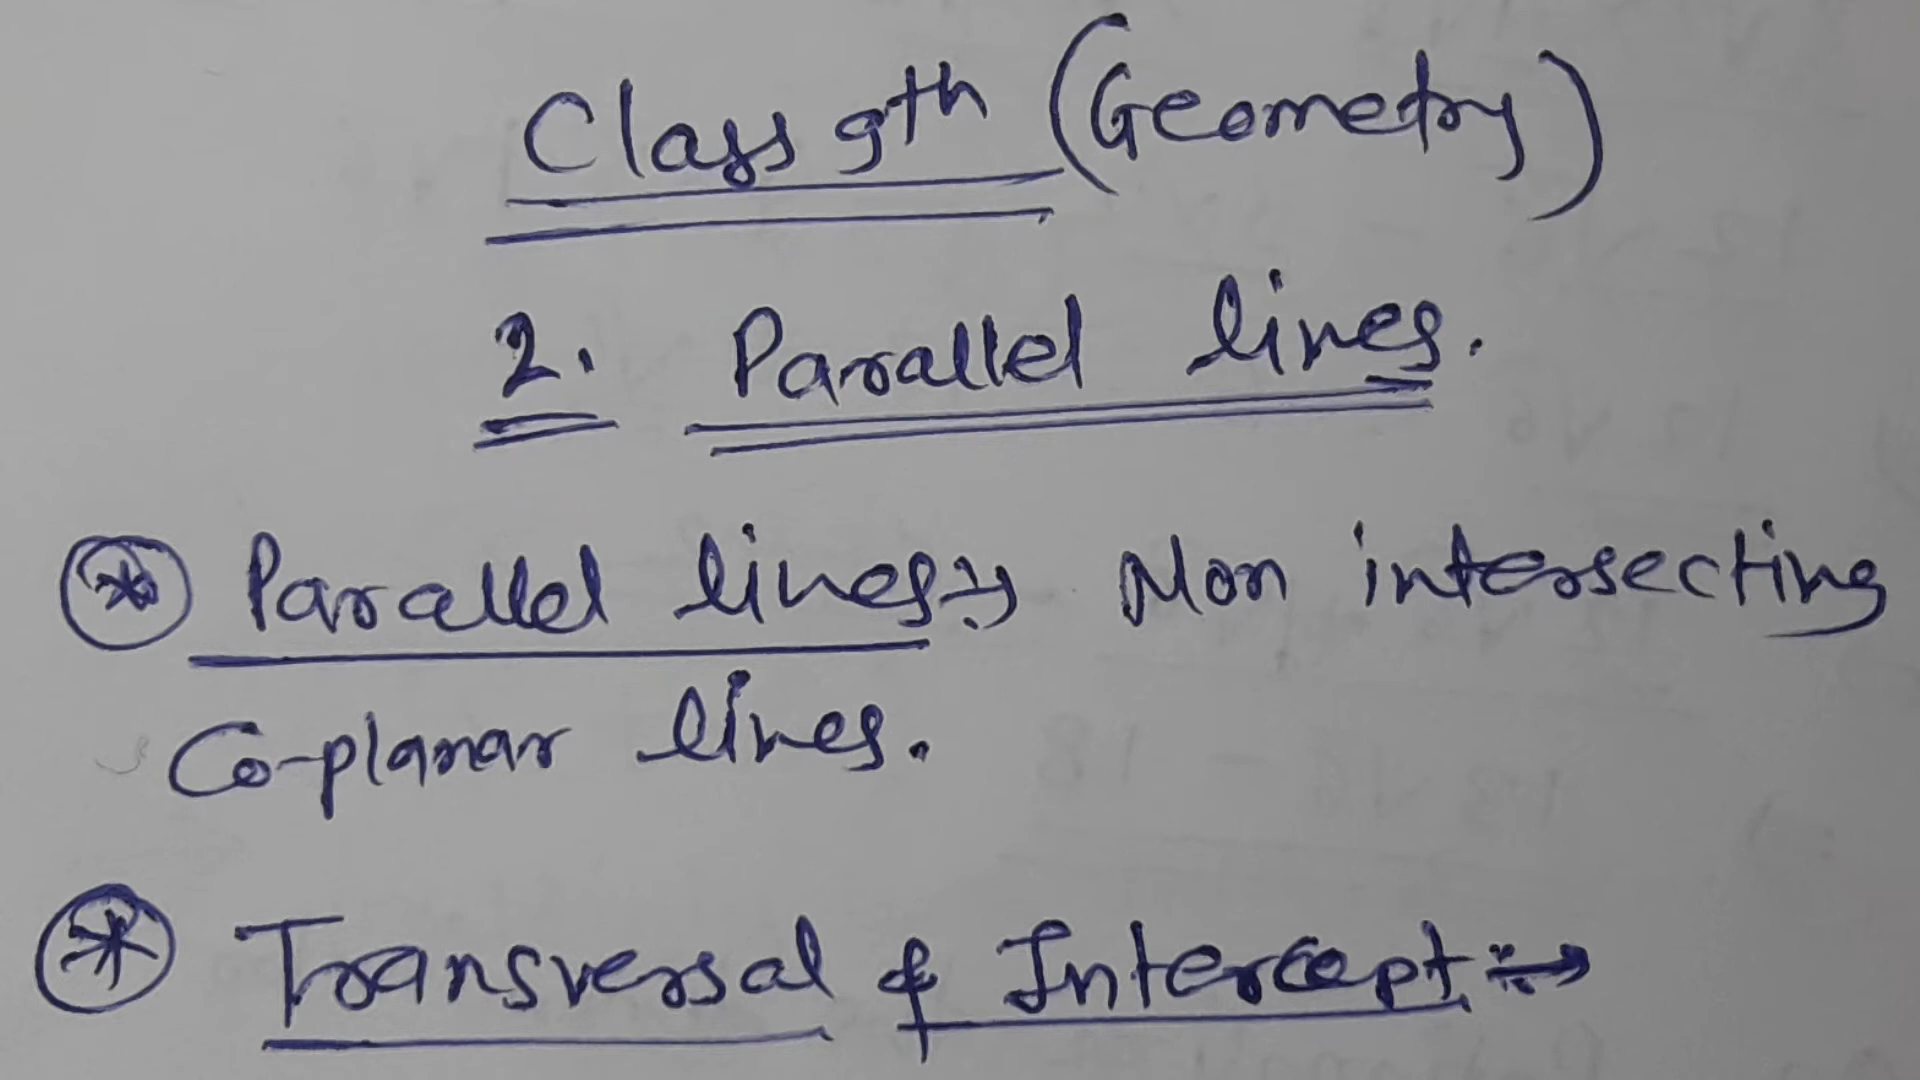 Class 9th (Geometry)
2. Parallel lines.
* Parallel lines :→ Non intersecting
Co-planar lines.
* Transversal & Intercept :→